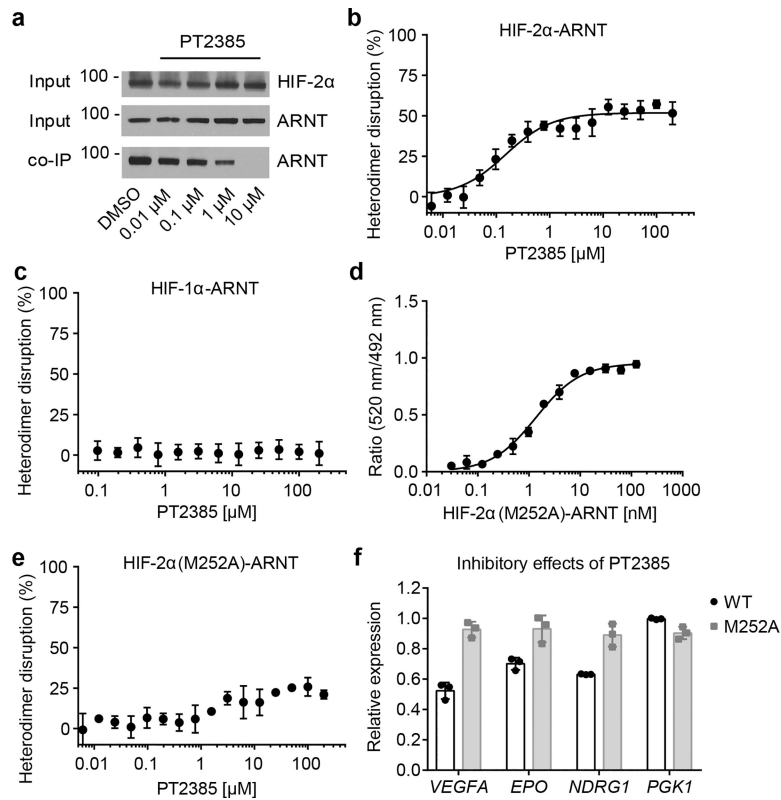 a
PT2385
Input 100 - HIF-2α
Input 100 - ARNT
co-IP 100 - ARNT
DMSO 0.01 µM 0.1 µM 1 µM 10 µM
b
HIF-2α-ARNT
Heterodimer disruption (%)
100
75
50
25
0
0.01 0.1 1 10 100
PT2385 [µM]
c
HIF-1α-ARNT
Heterodimer disruption (%)
100
75
50
25
0
0.1 1 10 100
PT2385 [µM]
d
Ratio (520 nm/492 nm)
1.5
1.0
0.5
0.0
0.01 0.1 1 10 100 1000
HIF-2α(M252A)-ARNT [nM]
e
HIF-2α(M252A)-ARNT
Heterodimer disruption (%)
100
75
50
25
0
0.01 0.1 1 10 100
PT2385 [µM]
f
Inhibitory effects of PT2385
Relative expression
1.2
1.0
0.8
0.6
0.4
0.2
0.0
VEGFA EPO NDRG1 PGK1
WT
M252A